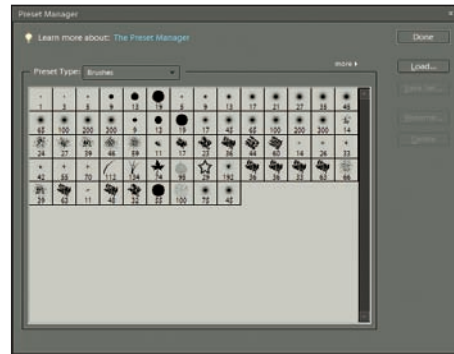 Preset Manager
Learn more about: The Preset Manager
Done
more
Load...
Preset Type: Brushes
Save Set...
Rename...
Delete
1 3 5 9 13 19 5 9 13 17 21 27 35 45
65 100 200 300 9 13 19 17 45 65 100 200 300 14
24 27 39 46 59 11 17 23 36 44 60 14 26 33
42 55 70 112 134 74 95 29 192 36 36 33 63 66
39 63 11 48 32 55 100 75 45